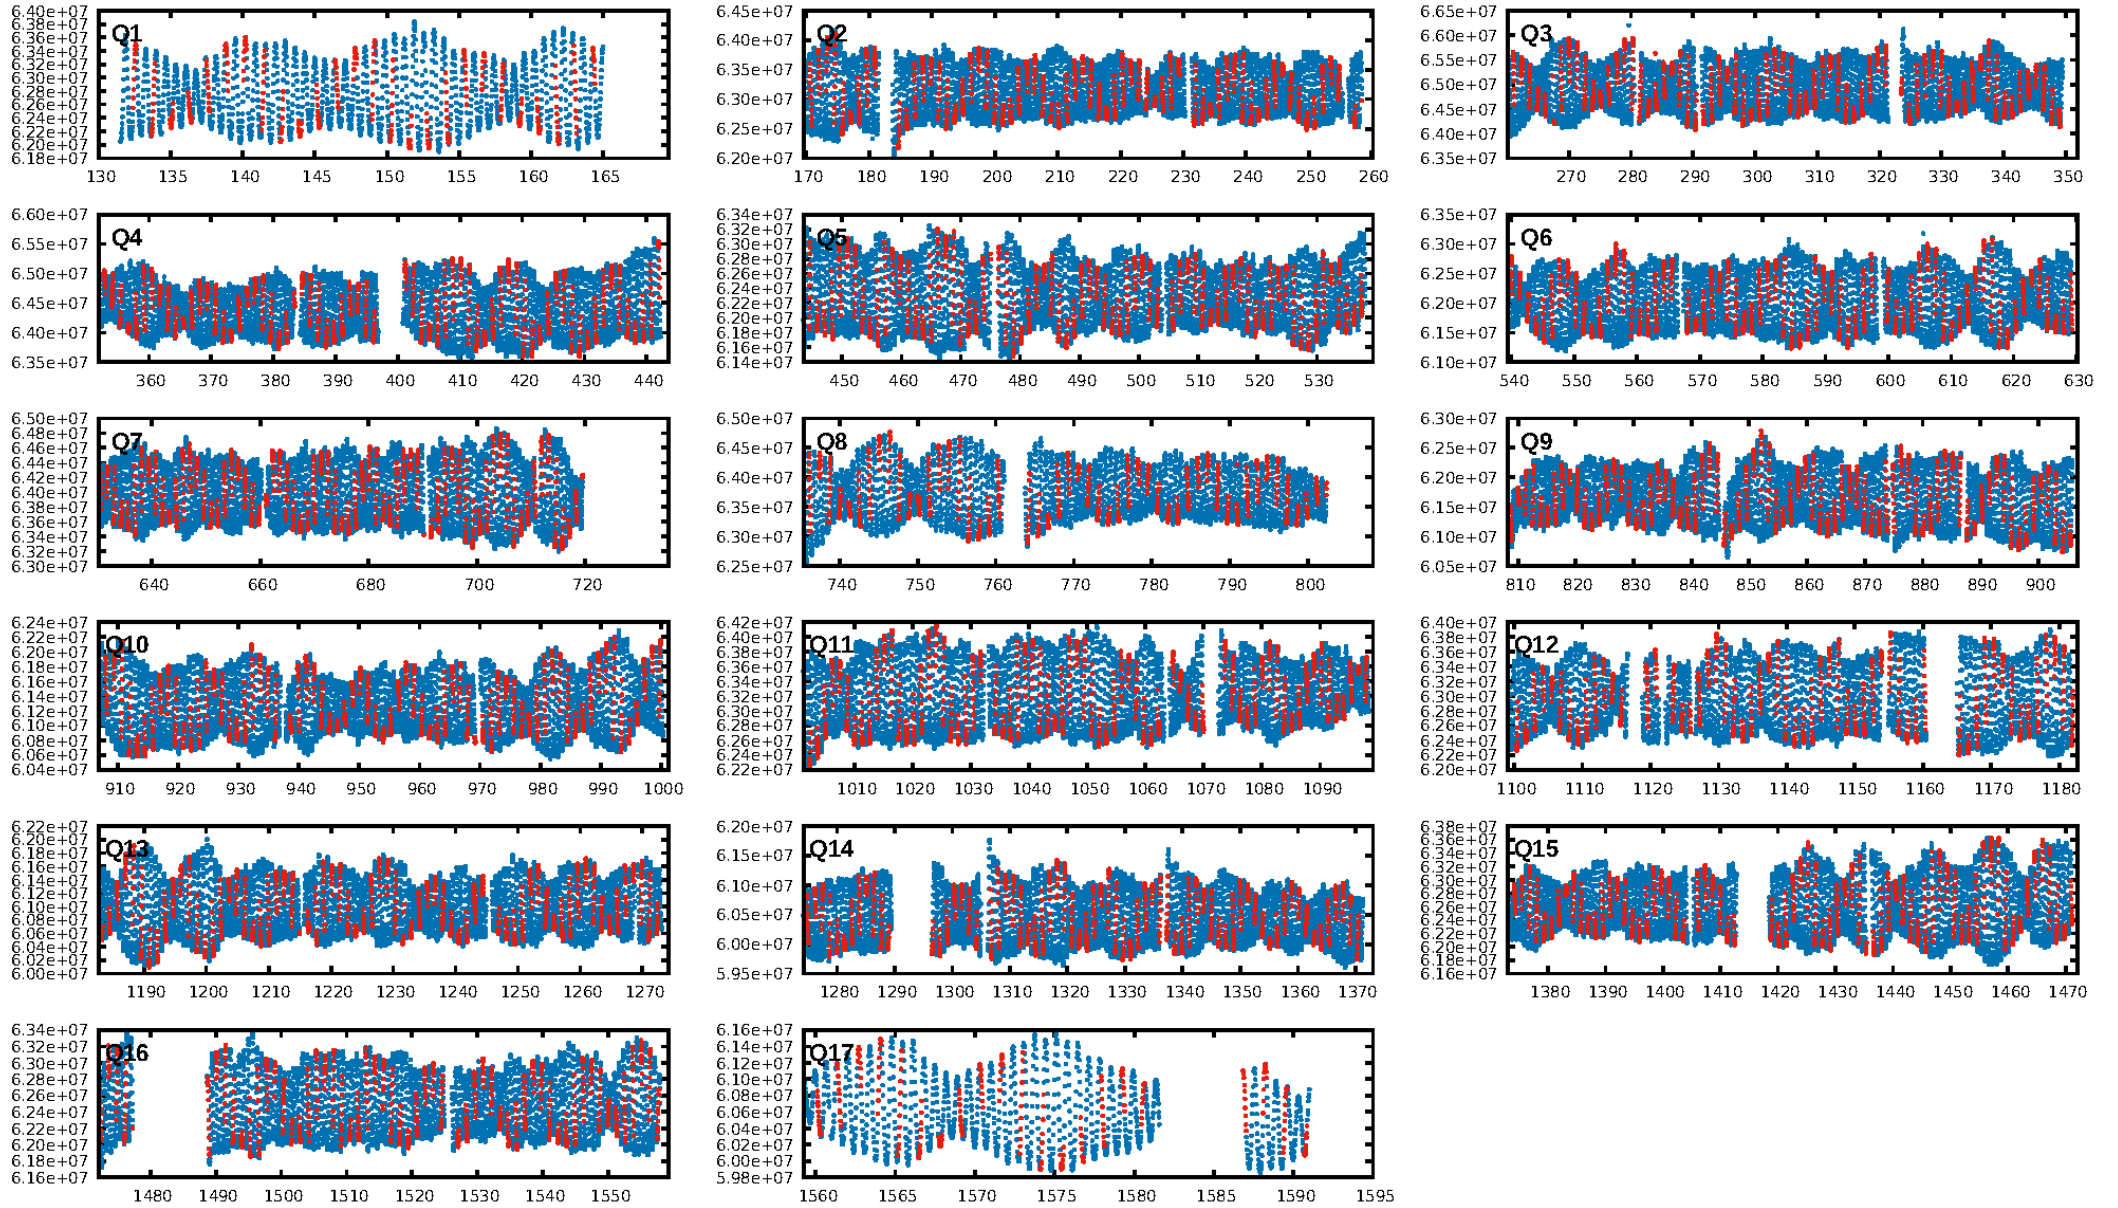 6.40e+07 6.38e+07 6.36e+07 6.34e+07 6.32e+07 6.30e+07 6.28e+07 6.26e+07 6.24e+07 6.22e+07 6.20e+07 6.18e+07
Q1
130 135 140 145 150 155 160 165
6.45e+07 6.40e+07 6.35e+07 6.30e+07 6.25e+07 6.20e+07
Q2
170 180 190 200 210 220 230 240 250 260
6.65e+07 6.60e+07 6.55e+07 6.50e+07 6.45e+07 6.40e+07 6.35e+07
Q3
270 280 290 300 310 320 330 340 350
6.60e+07 6.55e+07 6.50e+07 6.45e+07 6.40e+07 6.35e+07
Q4
360 370 380 390 400 410 420 430 440
6.34e+07 6.32e+07 6.30e+07 6.28e+07 6.26e+07 6.24e+07 6.22e+07 6.20e+07 6.18e+07 6.16e+07 6.14e+07
Q5
450 460 470 480 490 500 510 520 530
6.35e+07 6.30e+07 6.25e+07 6.20e+07 6.15e+07 6.10e+07
Q6
540 550 560 570 580 590 600 610 620 630
6.50e+07 6.48e+07 6.46e+07 6.44e+07 6.42e+07 6.40e+07 6.38e+07 6.36e+07 6.34e+07 6.32e+07 6.30e+07
Q7
640 660 680 700 720
6.50e+07 6.45e+07 6.40e+07 6.35e+07 6.30e+07 6.25e+07
Q8
740 750 760 770 780 790 800
6.30e+07 6.25e+07 6.20e+07 6.15e+07 6.10e+07 6.05e+07
Q9
810 820 830 840 850 860 870 880 890 900
6.24e+07 6.22e+07 6.20e+07 6.18e+07 6.16e+07 6.14e+07 6.12e+07 6.10e+07 6.08e+07 6.06e+07 6.04e+07
Q10
910 920 930 940 950 960 970 980 990 1000
6.42e+07 6.40e+07 6.38e+07 6.36e+07 6.34e+07 6.32e+07 6.30e+07 6.28e+07 6.26e+07 6.24e+07 6.22e+07
Q11
1010 1020 1030 1040 1050 1060 1070 1080 1090
6.40e+07 6.38e+07 6.36e+07 6.34e+07 6.32e+07 6.30e+07 6.28e+07 6.26e+07 6.24e+07 6.22e+07 6.20e+07
Q12
1100 1110 1120 1130 1140 1150 1160 1170 1180
6.22e+07 6.20e+07 6.18e+07 6.16e+07 6.14e+07 6.12e+07 6.10e+07 6.08e+07 6.06e+07 6.04e+07 6.02e+07 6.00e+07
Q13
1190 1200 1210 1220 1230 1240 1250 1260 1270
6.20e+07 6.15e+07 6.10e+07 6.05e+07 6.00e+07 5.95e+07
Q14
1280 1290 1300 1310 1320 1330 1340 1350 1360 1370
6.38e+07 6.36e+07 6.34e+07 6.32e+07 6.30e+07 6.28e+07 6.26e+07 6.24e+07 6.22e+07 6.20e+07 6.18e+07 6.16e+07
Q15
1380 1390 1400 1410 1420 1430 1440 1450 1460 1470
6.34e+07 6.32e+07 6.30e+07 6.28e+07 6.26e+07 6.24e+07 6.22e+07 6.20e+07 6.18e+07 6.16e+07
Q16
1480 1490 1500 1510 1520 1530 1540 1550
6.16e+07 6.14e+07 6.12e+07 6.10e+07 6.08e+07 6.06e+07 6.04e+07 6.02e+07 6.00e+07 5.98e+07
Q17
1560 1565 1570 1575 1580 1585 1590 1595